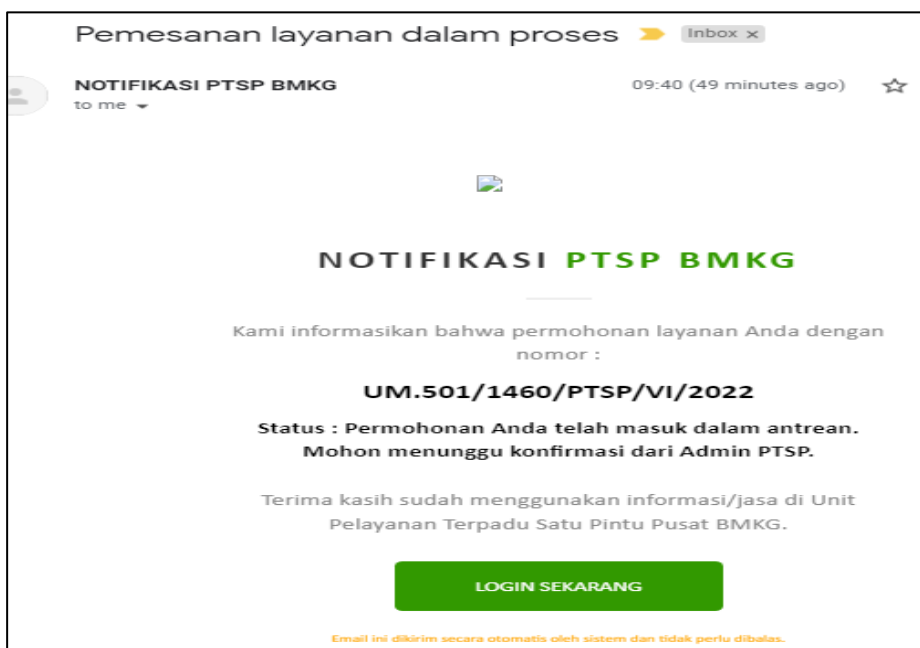 Pemesanan layanan dalam proses Inbox x
NOTIFIKASI PTSP BMKG 09:40 (49 minutes ago)
to me
NOTIFIKASI PTSP BMKG
Kami informasikan bahwa permohonan layanan Anda dengan
nomor :
UM.501/1460/PTSP/VI/2022
Status : Permohonan Anda telah masuk dalam antrean.
Mohon menunggu konfirmasi dari Admin PTSP.
Terima kasih sudah menggunakan informasi/jasa di Unit
Pelayanan Terpadu Satu Pintu Pusat BMKG.
LOGIN SEKARANG
Email ini dikirim secara otomatis oleh sistem dan tidak perlu dibalas.